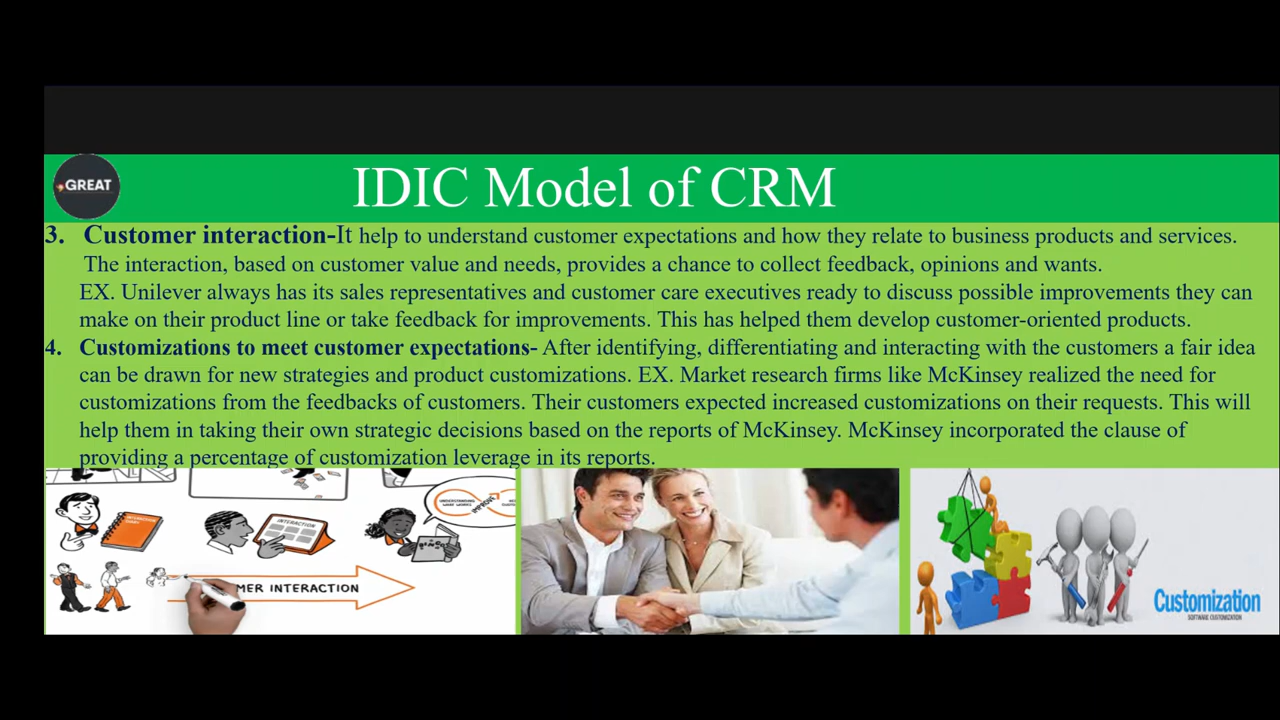 GREAT
IDIC Model of CRM
3. Customer interaction-It help to understand customer expectations and how they relate to business products and services.
The interaction, based on customer value and needs, provides a chance to collect feedback, opinions and wants.
EX. Unilever always has its sales representatives and customer care executives ready to discuss possible improvements they can
make on their product line or take feedback for improvements. This has helped them develop customer-oriented products.
4. Customizations to meet customer expectations- After identifying, differentiating and interacting with the customers a fair idea
can be drawn for new strategies and product customizations. EX. Market research firms like McKinsey realized the need for
customizations from the feedbacks of customers. Their customers expected increased customizations on their requests. This will
help them in taking their own strategic decisions based on the reports of McKinsey. McKinsey incorporated the clause of
providing a percentage of customization leverage in its reports.
INTERACTION
UNDERSTANDING
WHAT WORKS
MER INTERACTION
Customization
SOFTWARE CUSTOMIZATION